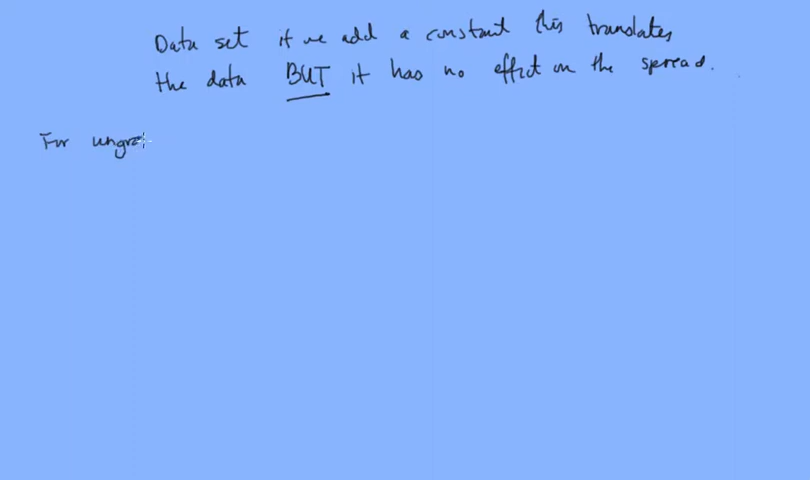 Data set if we add a constant this translates
the data BUT it has no effect on the spread.
For ungro